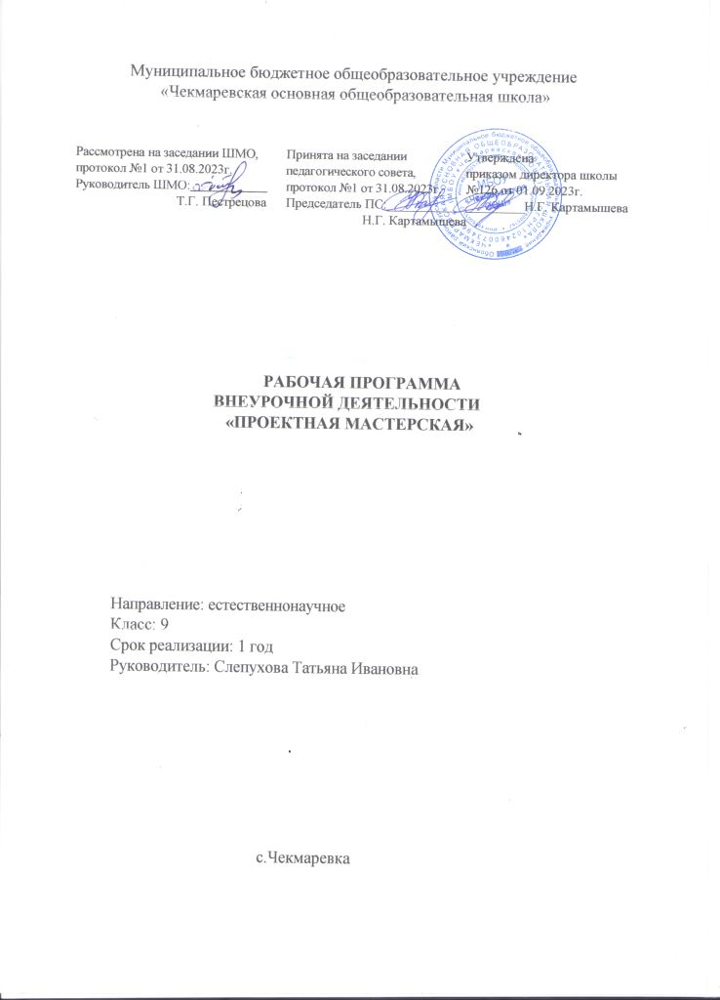 Муниципальное бюджетное общеобразовательное учреждение
«Чекмаревская основная общеобразовательная школа»
Рассмотрена на заседании ШМО,
протокол №1 от 31.08.2023г.
Руководитель ШМО:____________
Т.Г. Пестрецова
Принята на заседании
педагогического совета,
протокол №1 от 31.08.2023г.
Председатель ПС:____________
Н.Г. Картамышева
Утверждена
приказом директора школы
№126 от 01.09.2023г.
Н.Г. Картамышева
РАБОЧАЯ ПРОГРАММА
ВНЕУРОЧНОЙ ДЕЯТЕЛЬНОСТИ
«ПРОЕКТНАЯ МАСТЕРСКАЯ»
Направление: естественнонаучное
Класс: 9
Срок реализации: 1 год
Руководитель: Слепухова Татьяна Ивановна
с.Чекмаревка